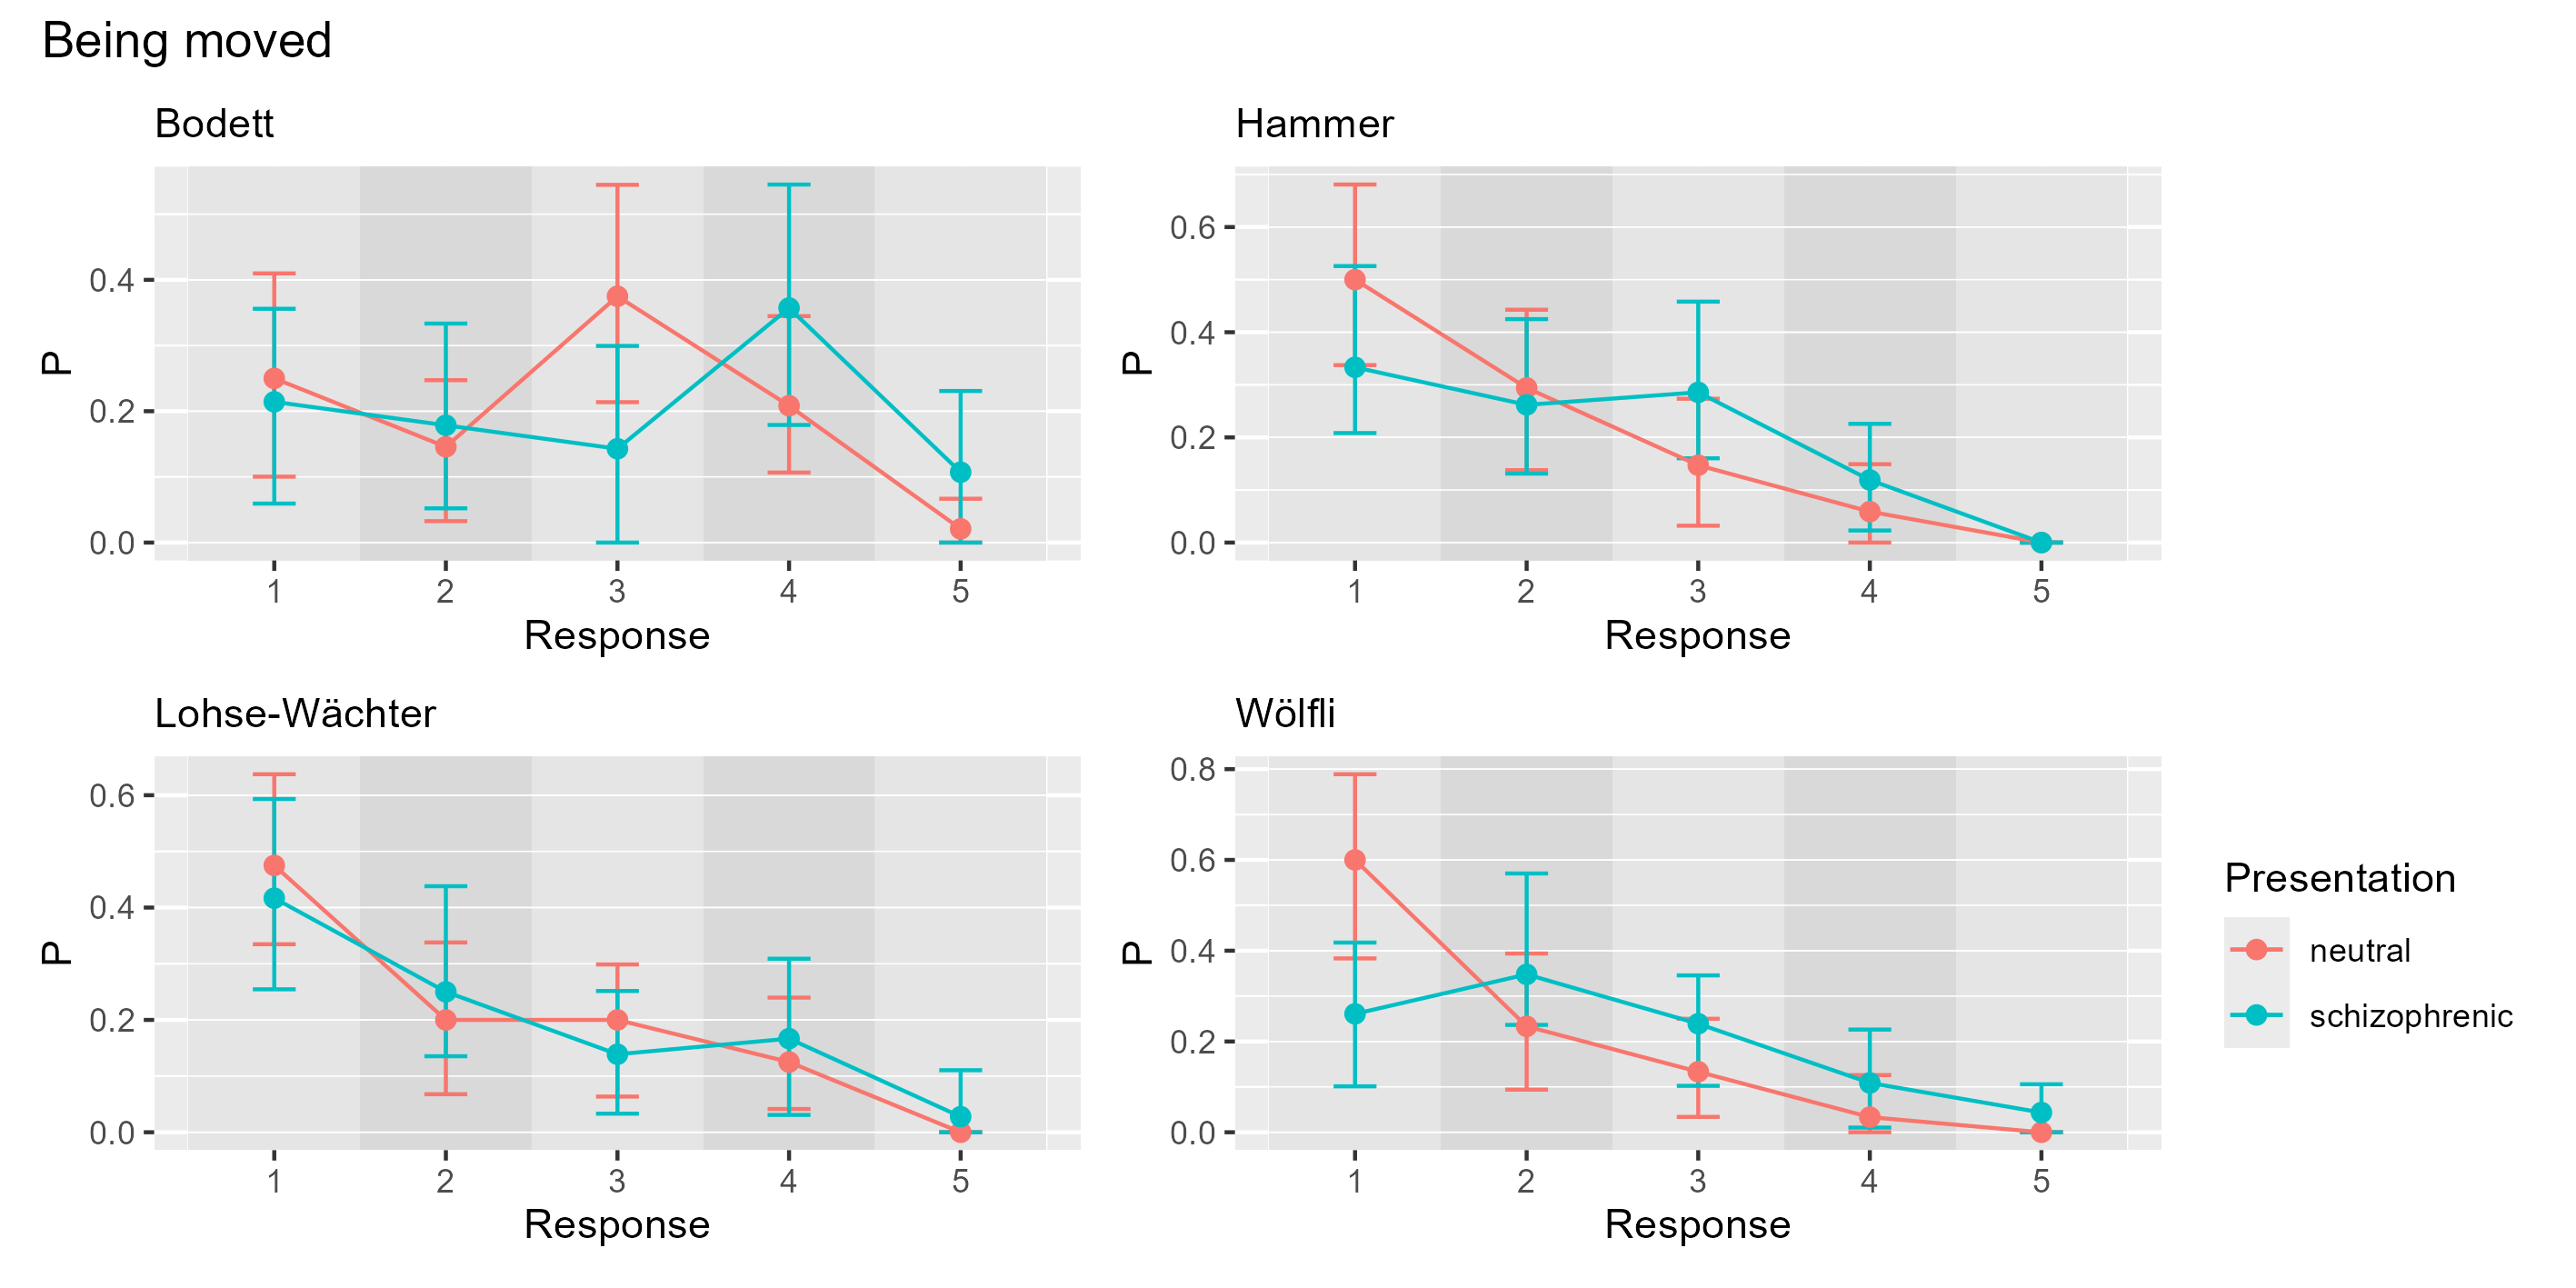 Being moved
Bodett
P
0.4
0.2
0.0
1 2 3 4 5
Response
Hammer
P
0.6
0.4
0.2
0.0
1 2 3 4 5
Response
Lohse-Wächter
P
0.6
0.4
0.2
0.0
1 2 3 4 5
Response
Wölfli
P
0.8
0.6
0.4
0.2
0.0
1 2 3 4 5
Response
Presentation
neutral
schizophrenic